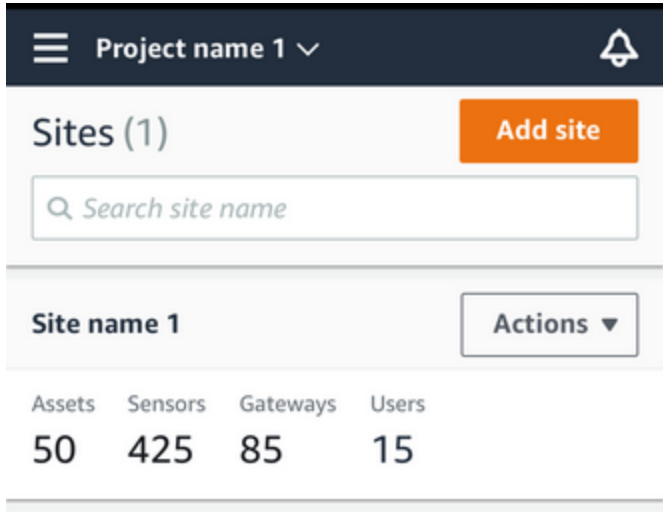 Project name 1
Sites (1)
Add site
Search site name
Site name 1
Actions
Assets Sensors Gateways Users
50 425 85 15